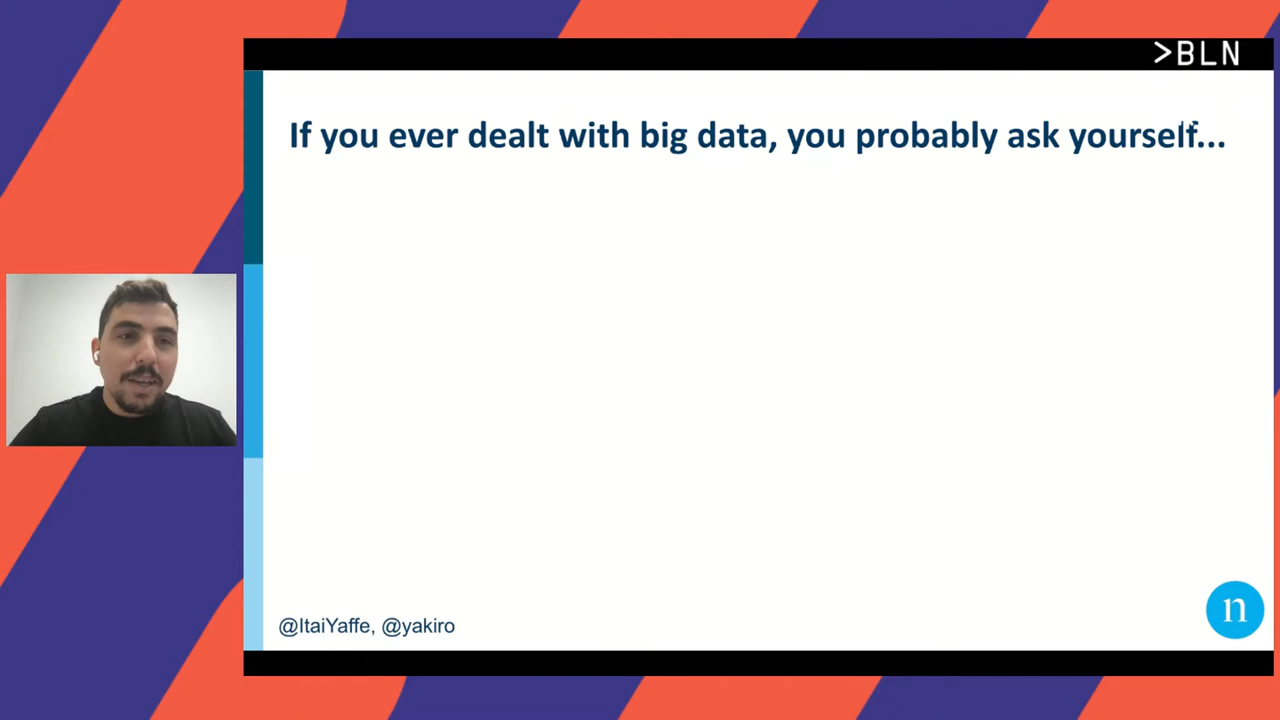 >BLN
If you ever dealt with big data, you probably ask yourself...
@ItaiYaffe, @yakiro
n